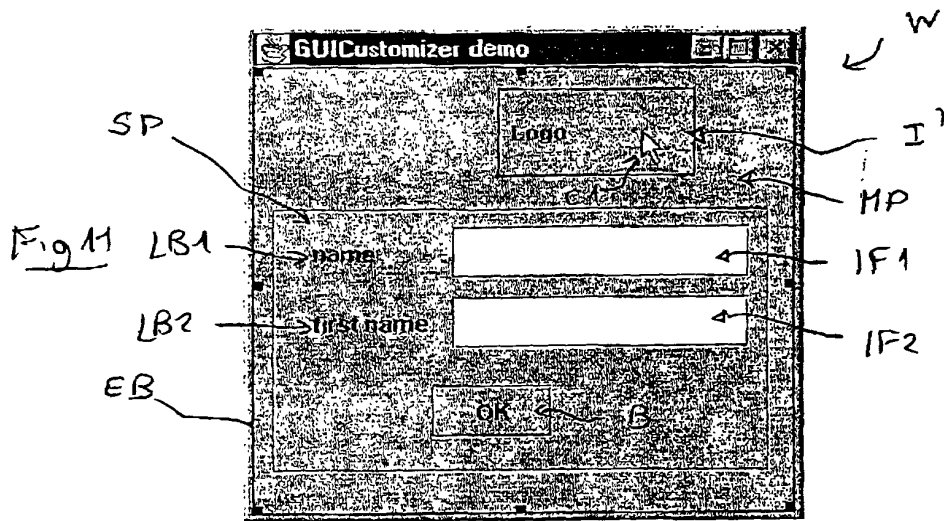 GUICustomizer demo
W
Logo
SP
MP
Fig 11
LB1
name
IF1
LB2
first name
IF2
EB
OK
B